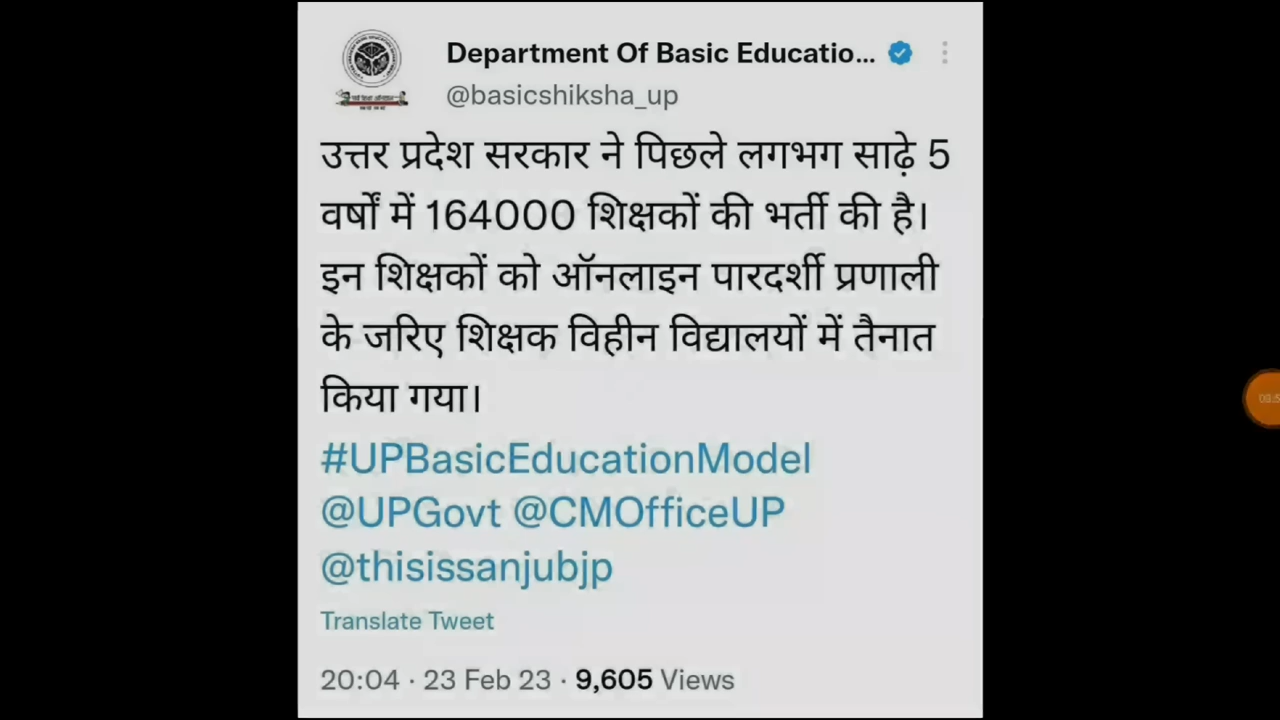 Department Of Basic Educatio...
@basicshiksha_up
उत्तर प्रदेश सरकार ने पिछले लगभग साढ़े 5
वर्षों में 164000 शिक्षकों की भर्ती की है।
इन शिक्षकों को ऑनलाइन पारदर्शी प्रणाली
के जरिए शिक्षक विहीन विद्यालयों में तैनात
किया गया।
#UPBasicEducationModel
@UPGovt @CMOfficeUP
@thisissanjubjp
Translate Tweet
20:04 · 23 Feb 23 · 9,605 Views